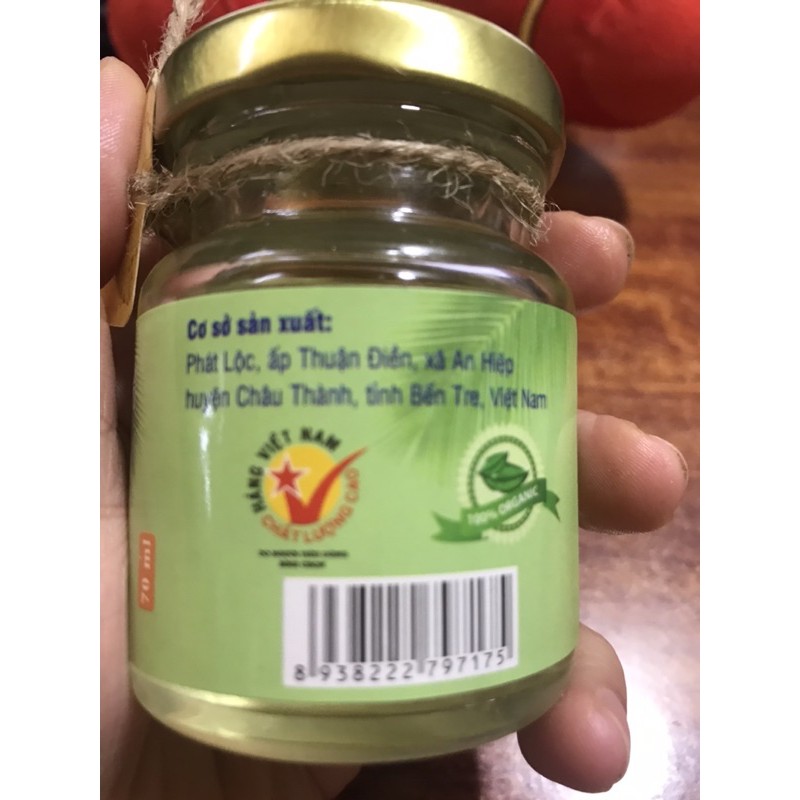 Cơ sở sản xuất:
Phát Lộc, ấp Thuận Điền, xã An Hiệp
huyện Châu Thành, tỉnh Bến Tre, Việt Nam
HÀNG VIỆT NAM
CHẤT LƯỢNG CAO
100% ORGANIC
70 ml
8 938222 797175